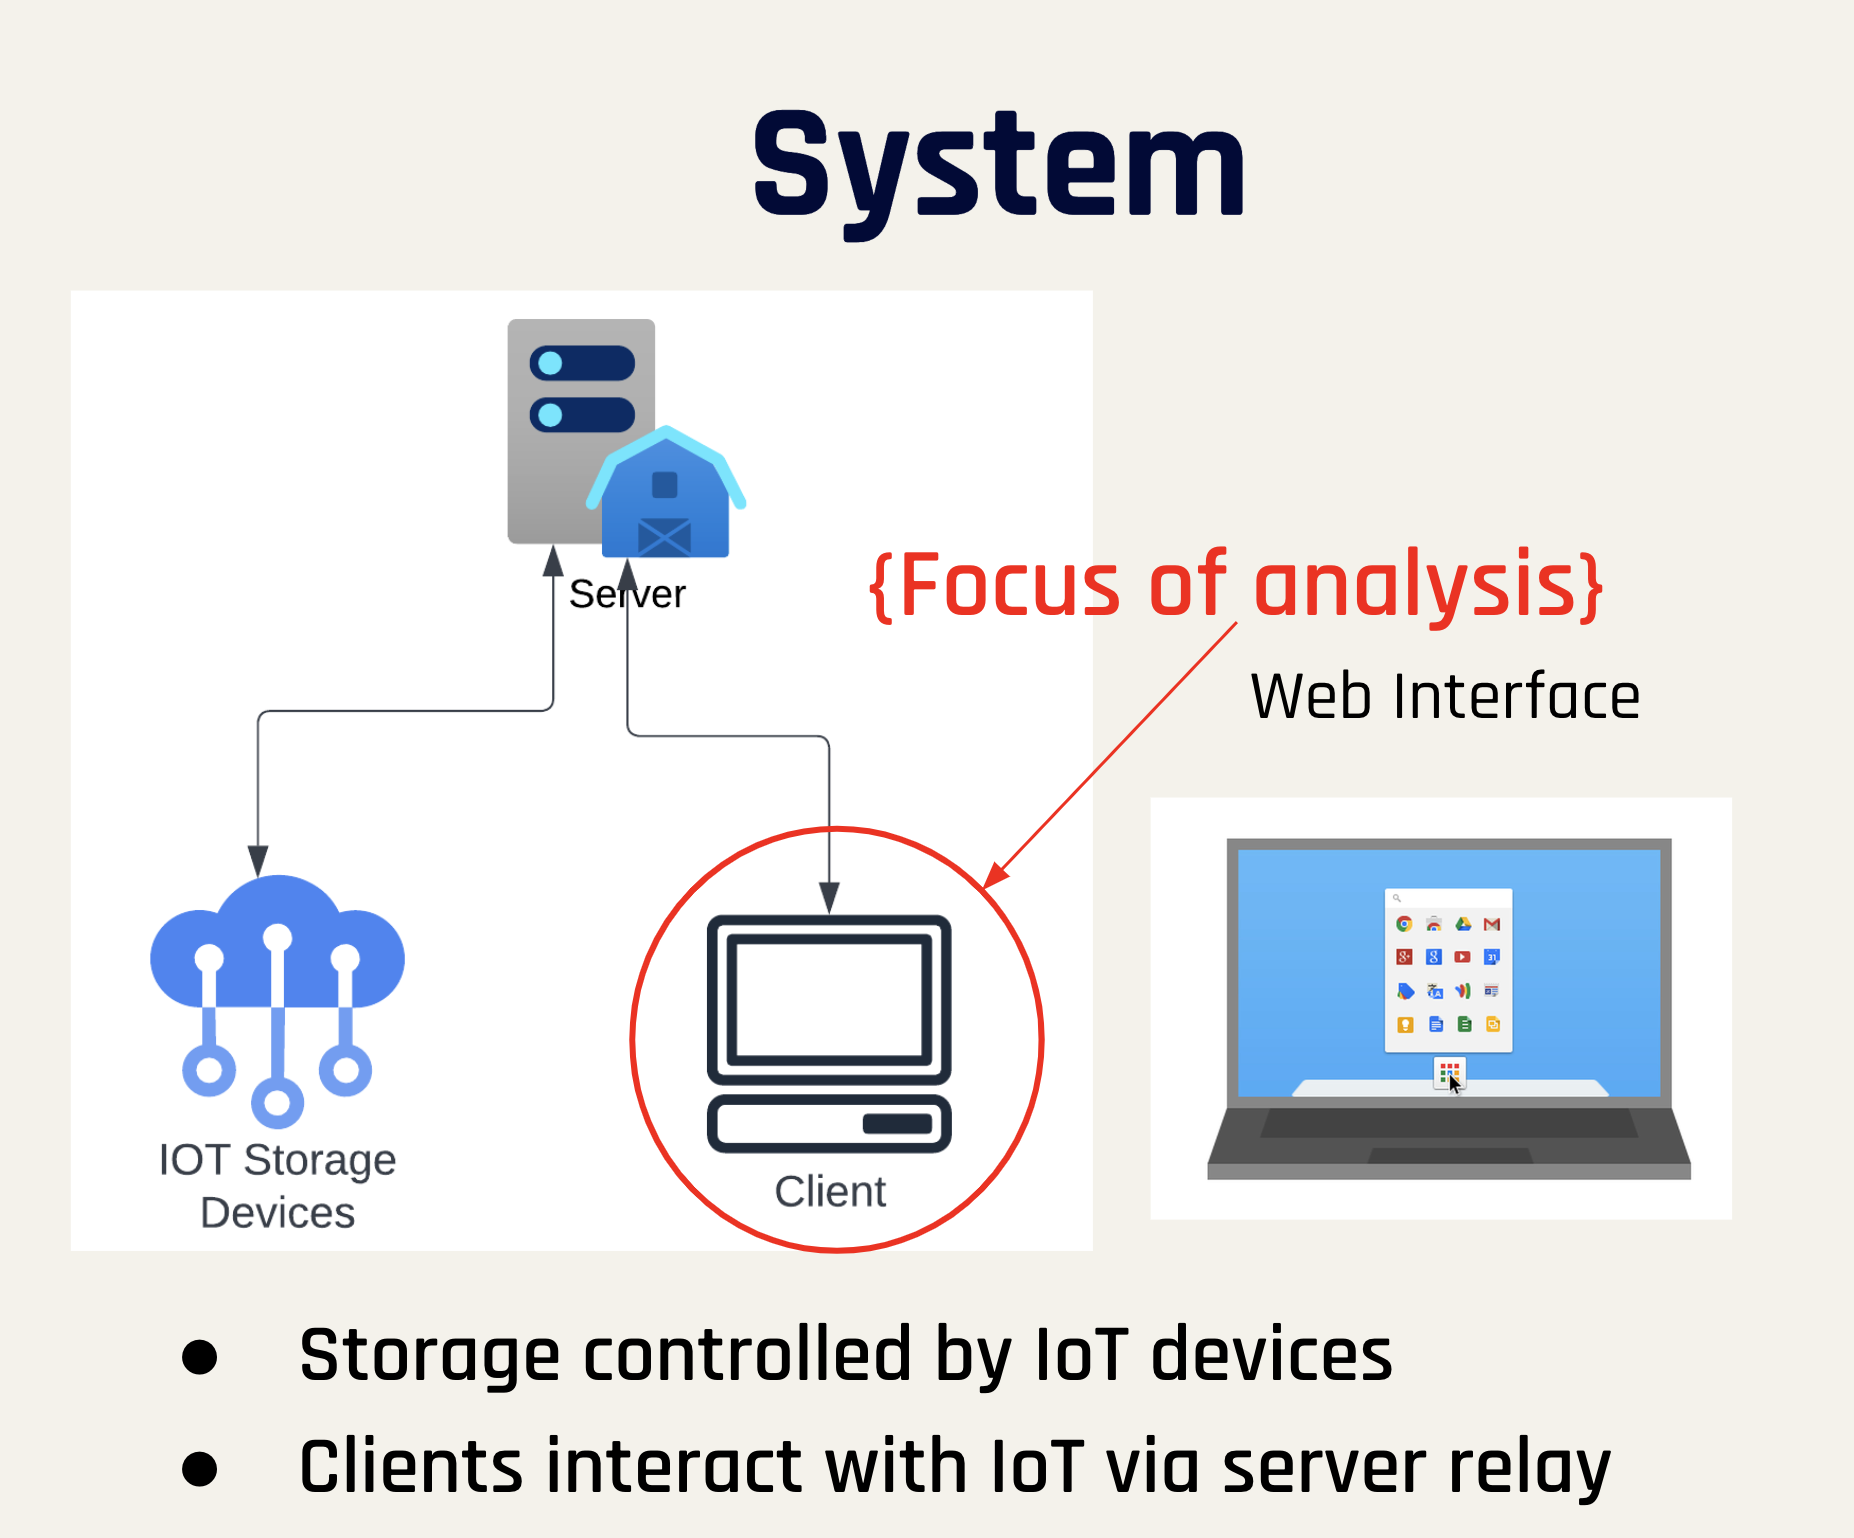 System
Server
{Focus of analysis}
Web Interface
IOT Storage
Devices
Client
31
● Storage controlled by IoT devices
● Clients interact with IoT via server relay